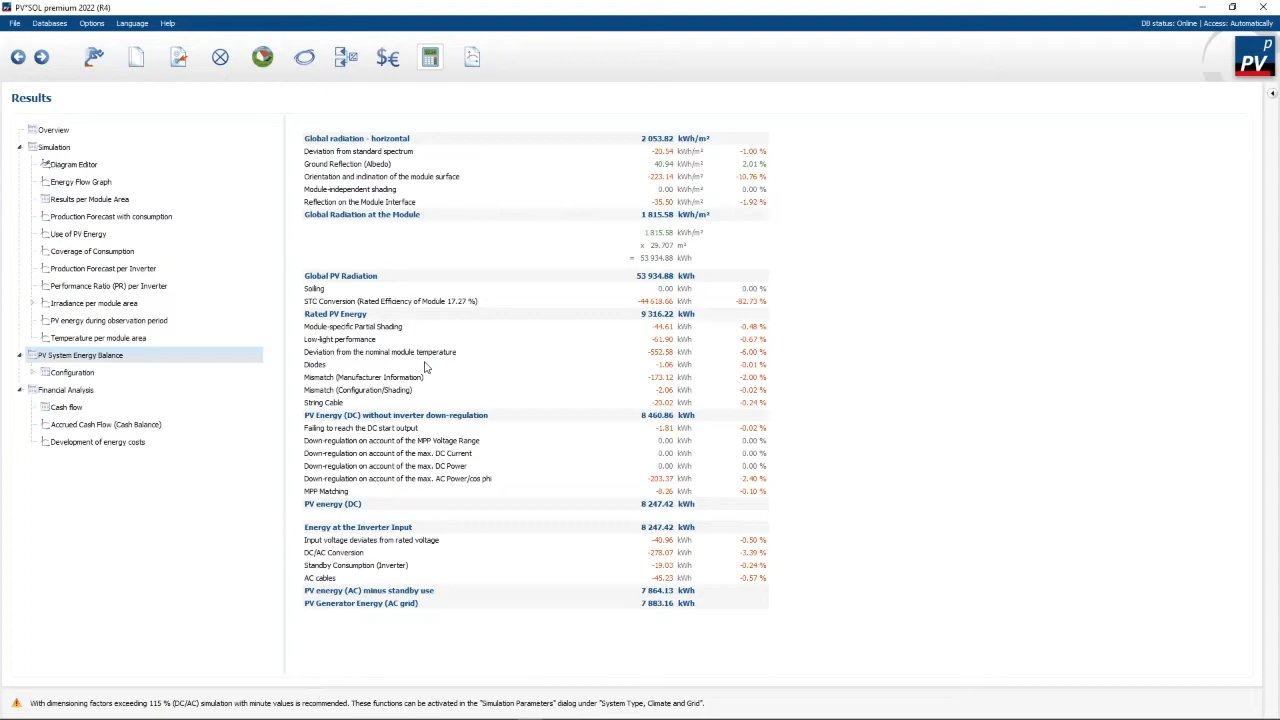 PV*SOL premium 2022 (R4)
File Databases Options Language Help
DB status: Online | Access: Automatically
$€
p
PV
Results
Overview
Simulation
Diagram Editor
Energy Flow Graph
Results per Module Area
Production Forecast with consumption
Use of PV Energy
Coverage of Consumption
Production Forecast per Inverter
Performance Ratio (PR) per Inverter
Irradiance per module area
PV energy during observation period
Temperature per module area
PV System Energy Balance
Configuration
Financial Analysis
Cash flow
Accrued Cash Flow (Cash Balance)
Development of energy costs
Global radiation - horizontal 2 053.82 kWh/m²
Deviation from standard spectrum -20.54 kWh/m² -1.00 %
Ground Reflection (Albedo) 40.94 kWh/m² 2.01 %
Orientation and inclination of the module surface -223.14 kWh/m² -10.76 %
Module-independent shading 0.00 kWh/m² 0.00 %
Reflection on the Module Interface -35.50 kWh/m² -1.92 %
Global Radiation at the Module 1 815.58 kWh/m²
1 815.58 kWh/m²
x 29.707 m²
= 53 934.88 kWh
Global PV Radiation 53 934.88 kWh
Soiling 0.00 kWh 0.00 %
STC Conversion (Rated Efficiency of Module 17.27 %) -44 618.66 kWh -82.73 %
Rated PV Energy 9 316.22 kWh
Module-specific Partial Shading -44.61 kWh -0.48 %
Low-light performance -61.90 kWh -0.67 %
Deviation from the nominal module temperature -552.58 kWh -6.00 %
Diodes -1.06 kWh -0.01 %
Mismatch (Manufacturer Information) -173.12 kWh -2.00 %
Mismatch (Configuration/Shading) -2.06 kWh -0.02 %
String Cable -20.02 kWh -0.24 %
PV Energy (DC) without inverter down-regulation 8 460.86 kWh
Failing to reach the DC start output -1.81 kWh -0.02 %
Down-regulation on account of the MPP Voltage Range 0.00 kWh 0.00 %
Down-regulation on account of the max. DC Current 0.00 kWh 0.00 %
Down-regulation on account of the max. DC Power 0.00 kWh 0.00 %
Down-regulation on account of the max. AC Power/cos phi -203.37 kWh -2.40 %
MPP Matching -8.26 kWh -0.10 %
PV energy (DC) 8 247.42 kWh
Energy at the Inverter Input 8 247.42 kWh
Input voltage deviates from rated voltage -40.96 kWh -0.50 %
DC/AC Conversion -278.07 kWh -3.39 %
Standby Consumption (Inverter) -19.03 kWh -0.24 %
AC cables -45.23 kWh -0.57 %
PV energy (AC) minus standby use 7 864.13 kWh
PV Generator Energy (AC grid) 7 883.16 kWh
With dimensioning factors exceeding 115 % (DC/AC) simulation with minute values is recommended. These functions can be activated in the "Simulation Parameters" dialog under "System Type, Climate and Grid".